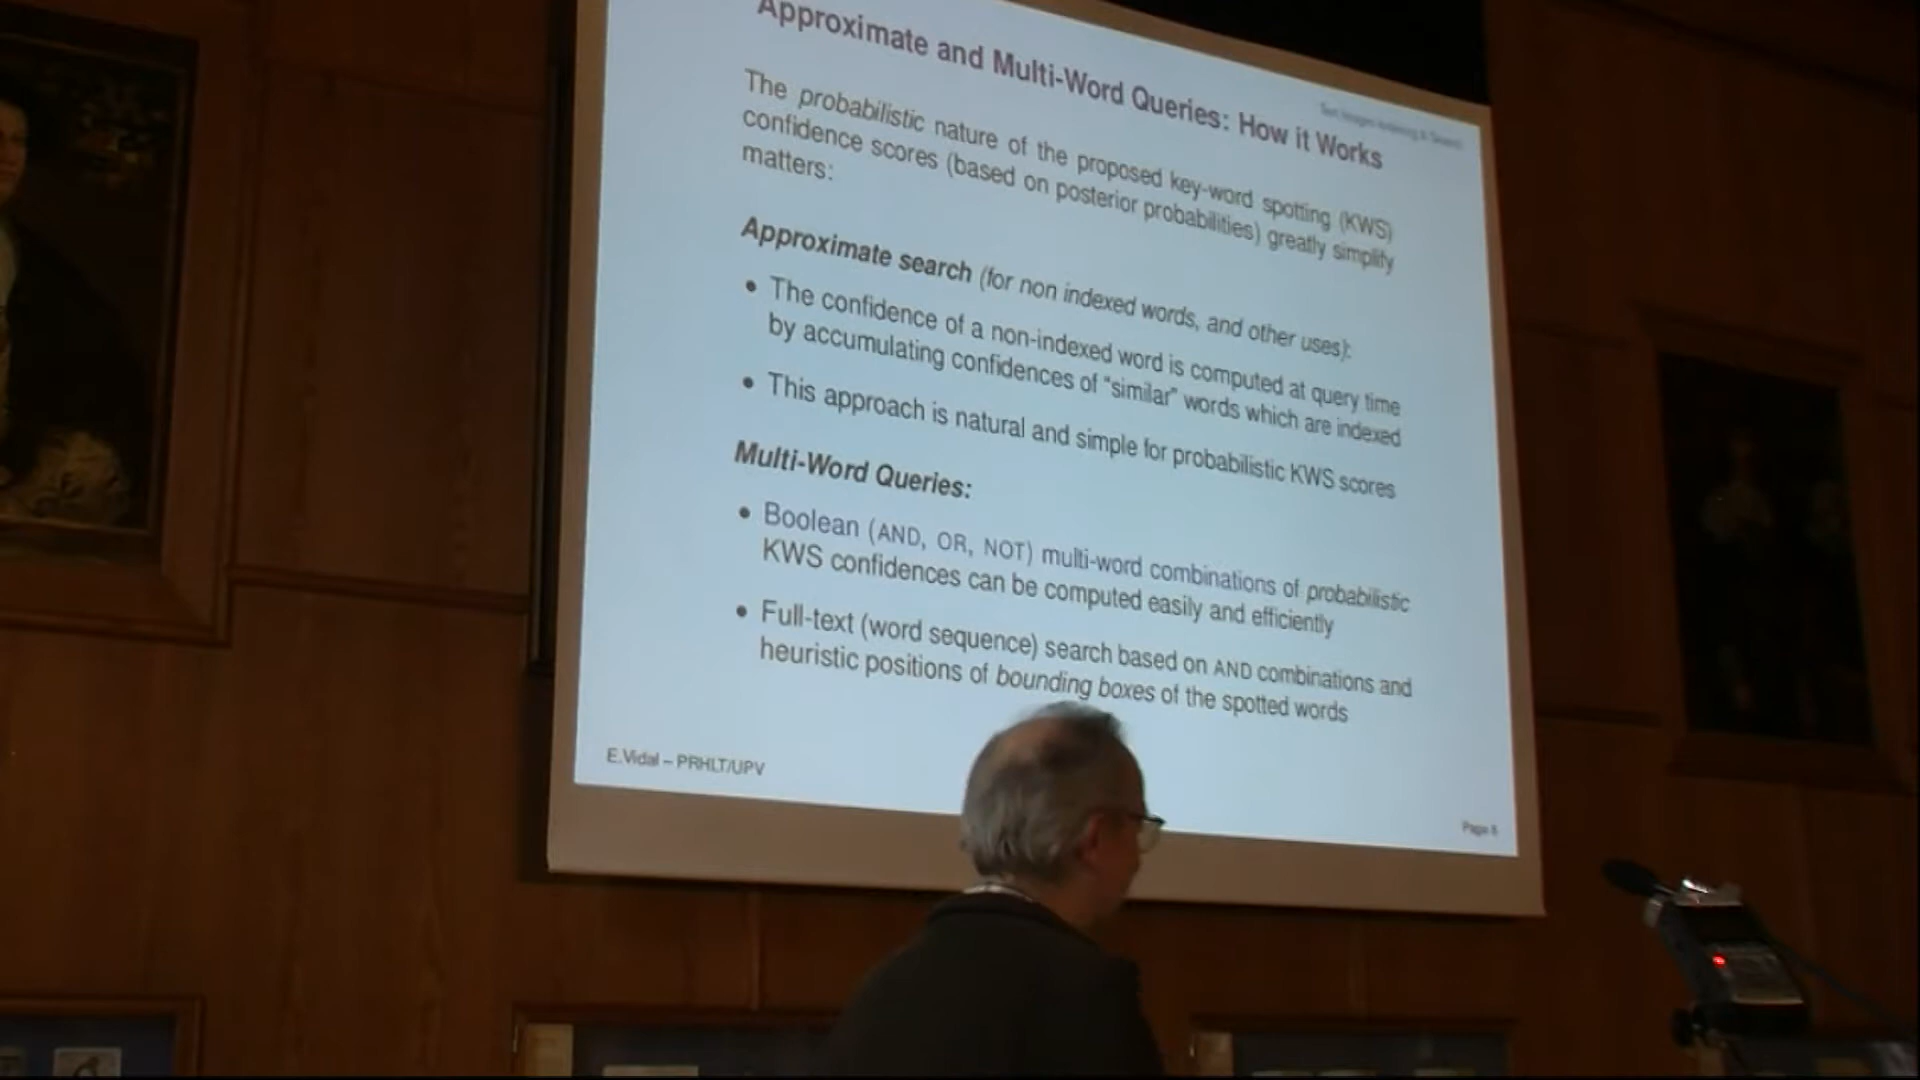 Approximate and Multi-Word Queries: How it Works
Text Images Indexing & Search
The probabilistic nature of the proposed key-word spotting (KWS)
confidence scores (based on posterior probabilities) greatly simplify
matters:
Approximate search (for non indexed words, and other uses):
• The confidence of a non-indexed word is computed at query time
by accumulating confidences of "similar" words which are indexed
• This approach is natural and simple for probabilistic KWS scores
Multi-Word Queries:
• Boolean (AND, OR, NOT) multi-word combinations of probabilistic
KWS confidences can be computed easily and efficiently
• Full-text (word sequence) search based on AND combinations and
heuristic positions of bounding boxes of the spotted words
E.Vidal – PRHLT/UPV
Page